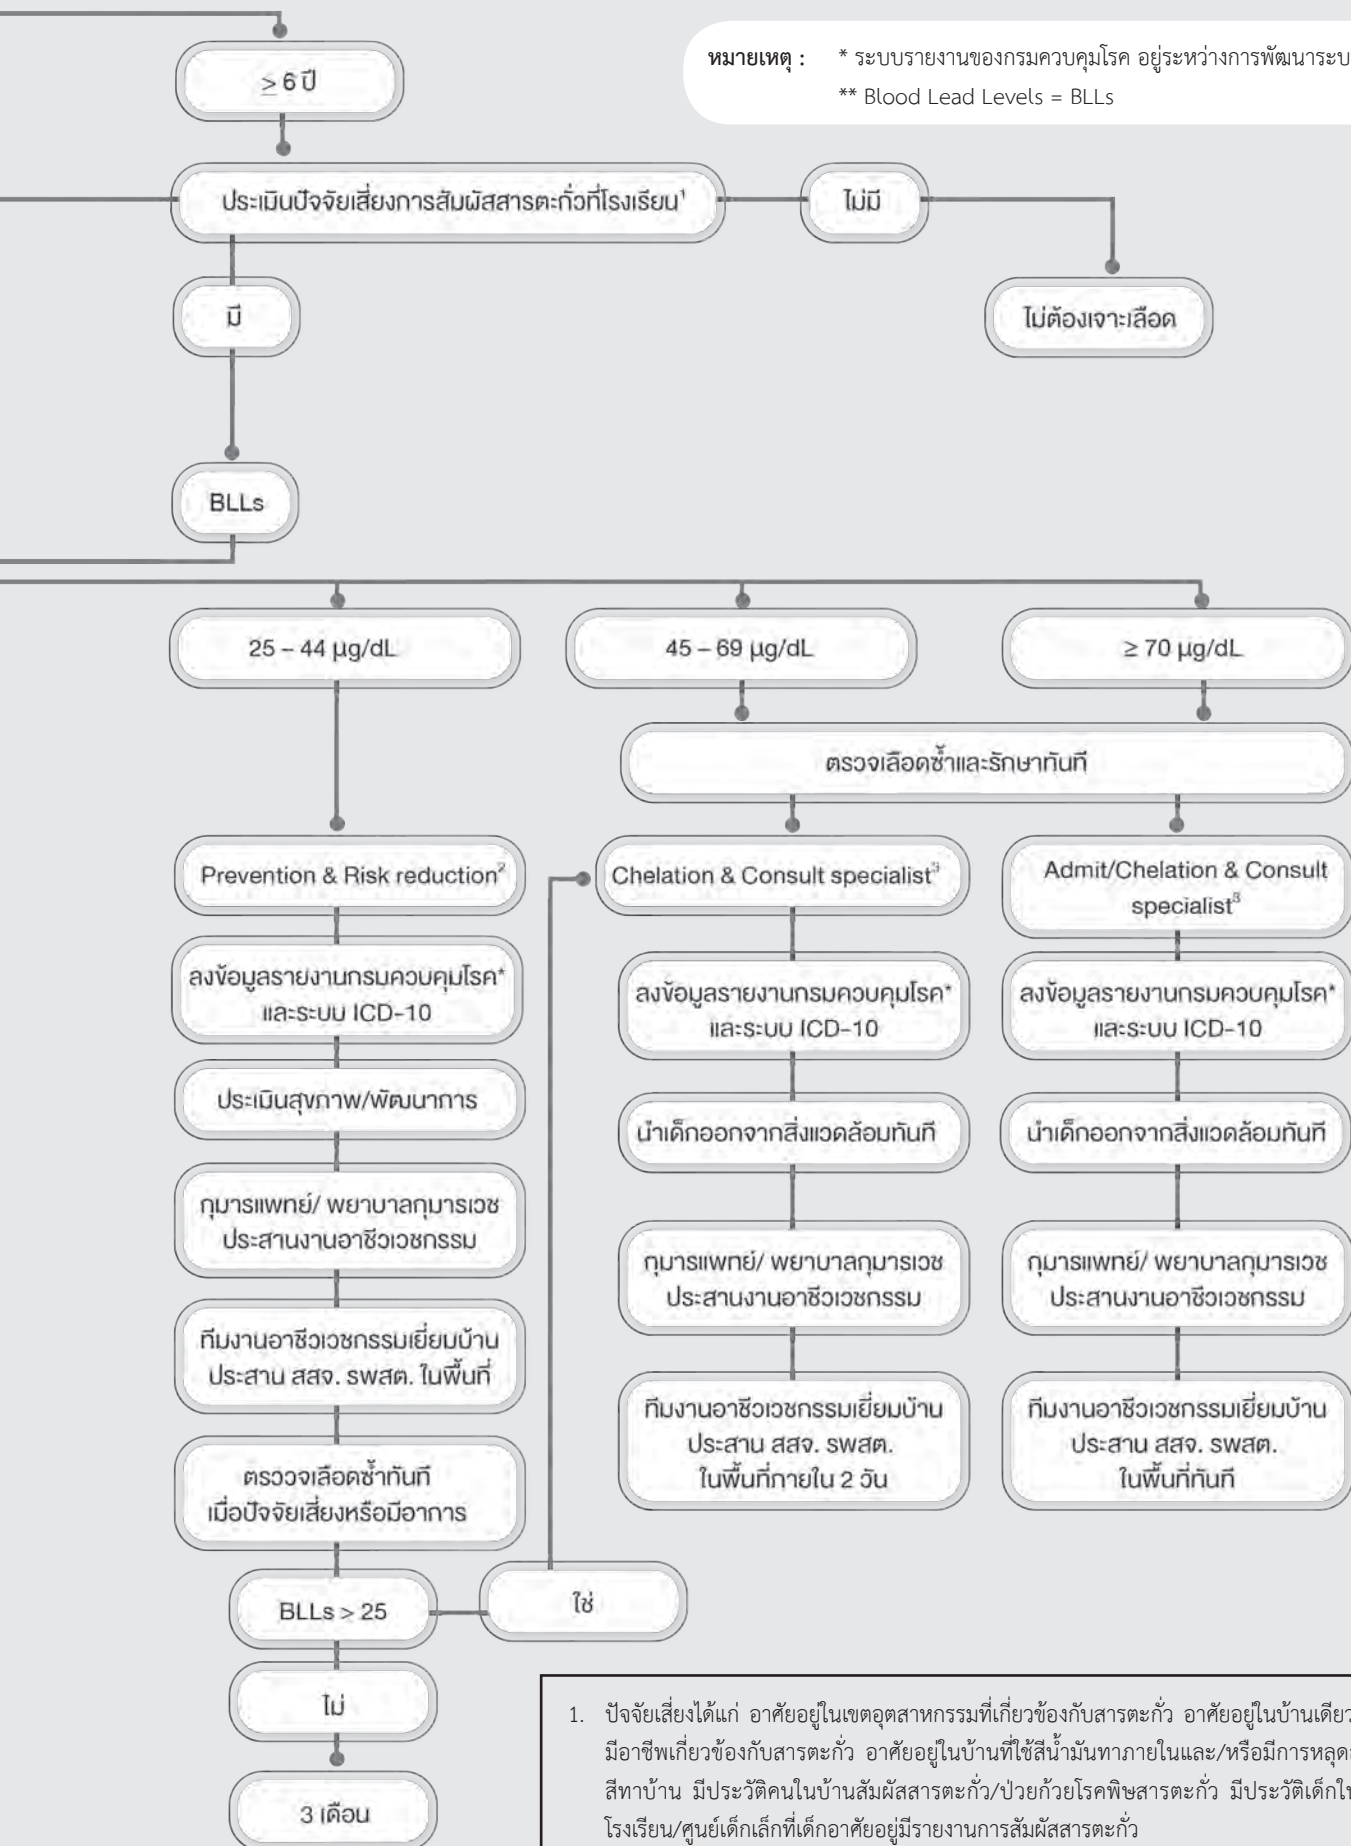 ≥ 6 ปี
หมายเหตุ : * ระบบรายงานของกรมควบคุมโรค อยู่ระหว่างการพัฒนาระบ
** Blood Lead Levels = BLLs
ประเมินปัจจัยเสี่ยงการสัมผัสสารตะกั่วที่โรงเรียน¹
ไม่มี
มี
ไม่ต้องเจาะเลือด
BLLs
25 – 44 µg/dL
45 – 69 µg/dL
≥ 70 µg/dL
ตรวจเลือดซ้ำและรักษาทันที
Prevention & Risk reduction²
Chelation & Consult specialist³
Admit/Chelation & Consult
specialist³
ลงข้อมูลรายงานกรมควบคุมโรค*
และระบบ ICD-10
ลงข้อมูลรายงานกรมควบคุมโรค*
และระบบ ICD-10
ลงข้อมูลรายงานกรมควบคุมโรค*
และระบบ ICD-10
ประเมินสุขภาพ/พัฒนาการ
นำเด็กออกจากสิ่งแวดล้อมทันที
นำเด็กออกจากสิ่งแวดล้อมทันที
กุมารแพทย์/ พยาบาลกุมารเวช
ประสานงานอาชีวเวชกรรม
กุมารแพทย์/ พยาบาลกุมารเวช
ประสานงานอาชีวเวชกรรม
กุมารแพทย์/ พยาบาลกุมารเวช
ประสานงานอาชีวเวชกรรม
ทีมงานอาชีวเวชกรรมเยี่ยมบ้าน
ประสาน สสจ. รพสต. ในพื้นที่
ทีมงานอาชีวเวชกรรมเยี่ยมบ้าน
ประสาน สสจ. รพสต.
ในพื้นที่ภายใน 2 วัน
ทีมงานอาชีวเวชกรรมเยี่ยมบ้าน
ประสาน สสจ. รพสต.
ในพื้นที่ทันที
ตรววจเลือดซ้ำทันที
เมื่อปัจจัยเสี่ยงหรือมีอาการ
BLLs > 25
ใช่
ไม่
3 เดือน
1. ปัจจัยเสี่ยงได้แก่ อาศัยอยู่ในเขตอุตสาหกรรมที่เกี่ยวข้องกับสารตะกั่ว อาศัยอยู่ในบ้านเดียว
มีอาชีพเกี่ยวข้องกับสารตะกั่ว อาศัยอยู่ในบ้านที่ใช้สีน้ำมันทาภายในและ/หรือมีการหลุด
สีทาบ้าน มีประวัติคนในบ้านสัมผัสสารตะกั่ว/ป่วยก้วยโรคพิษสารตะกั่ว มีประวัติเด็กใน
โรงเรียน/ศูนย์เด็กเล็กที่เด็กอาศัยอยู่มีรายงานการสัมผัสสารตะกั่ว